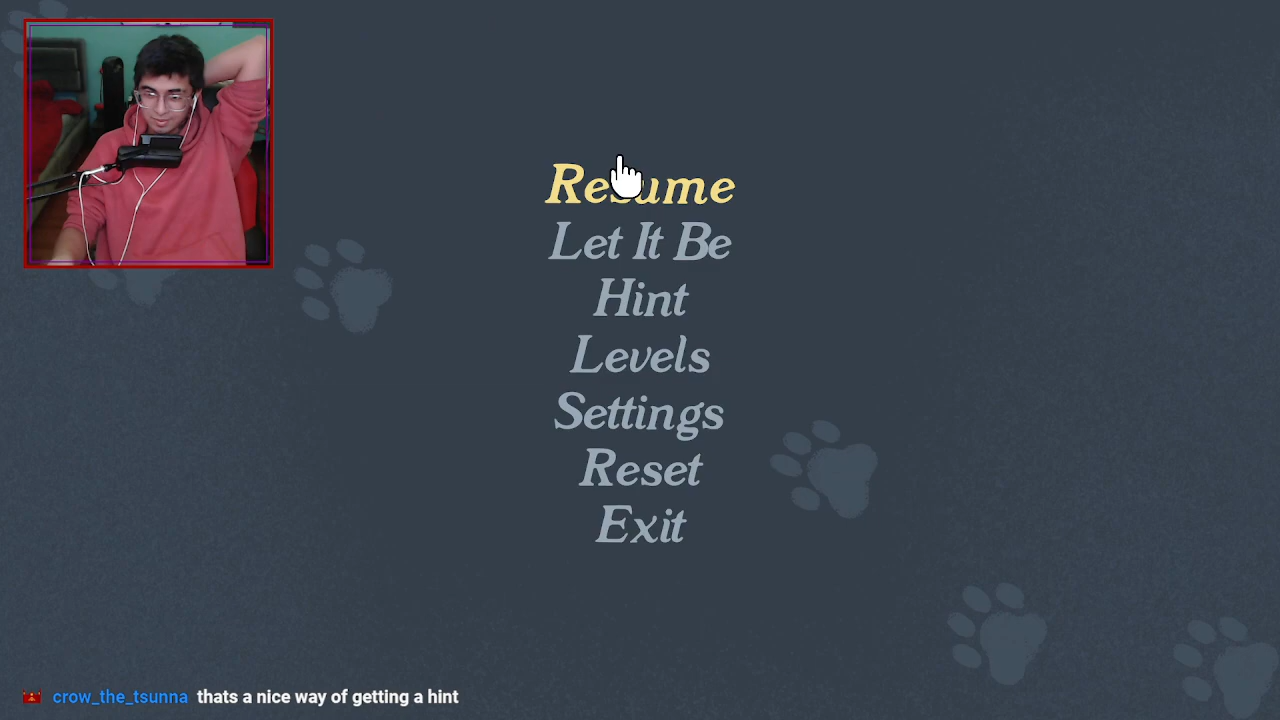 Resume
Let It Be
Hint
Levels
Settings
Reset
Exit
crow_the_tsunna thats a nice way of getting a hint